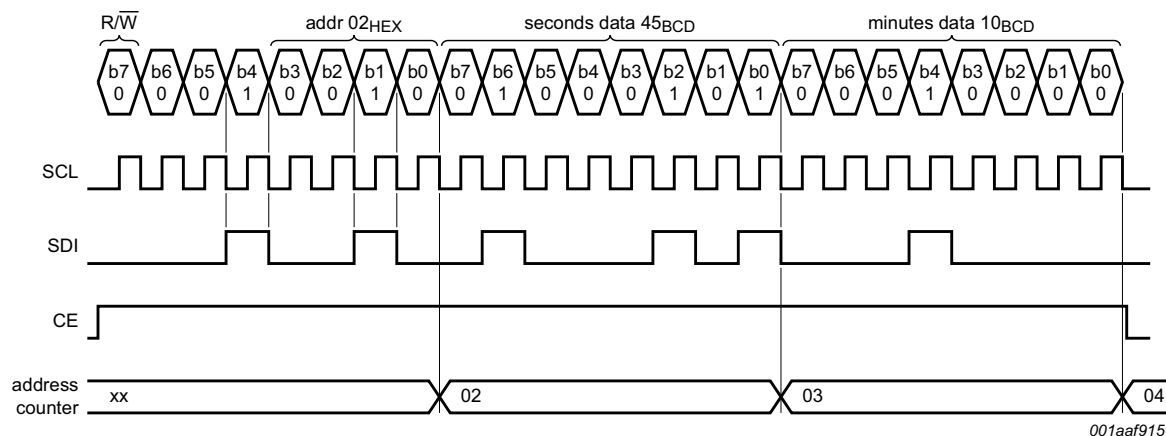 R/W̅ addr 02HEX seconds data 45BCD minutes data 10BCD
b7 b6 b5 b4 b3 b2 b1 b0 b7 b6 b5 b4 b3 b2 b1 b0 b7 b6 b5 b4 b3 b2 b1 b0
0 0 0 1 0 0 1 0 0 1 0 0 0 1 0 1 0 0 0 1 0 0 0 0
SCL
SDI
CE
address
counter
xx 02 03 04
001aaf915